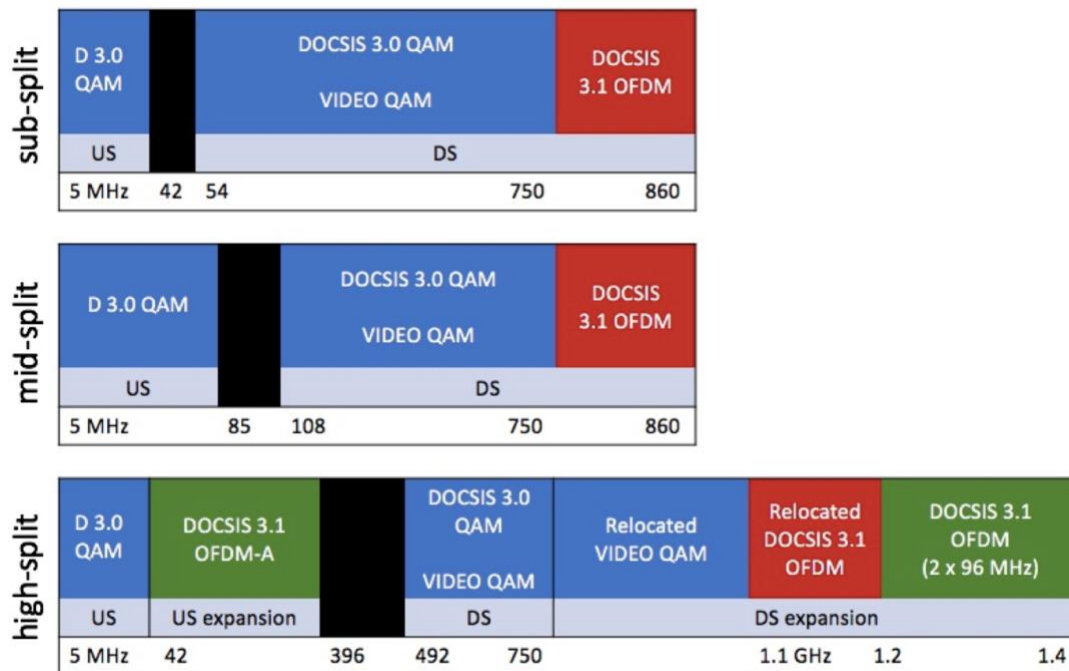 sub-split
D 3.0
QAM
DOCSIS 3.0 QAM
VIDEO QAM
DOCSIS
3.1 OFDM
US
DS
5 MHz 42 54 750 860
mid-split
D 3.0 QAM
DOCSIS 3.0 QAM
VIDEO QAM
DOCSIS
3.1 OFDM
US
DS
5 MHz 85 108 750 860
high-split
D 3.0
QAM
DOCSIS 3.1
OFDM-A
DOCSIS 3.0
QAM
VIDEO QAM
Relocated
VIDEO QAM
Relocated
DOCSIS 3.1
OFDM
DOCSIS 3.1
OFDM
(2 x 96 MHz)
US
US expansion
DS
DS expansion
5 MHz 42 396 492 750 1.1 GHz 1.2 1.4